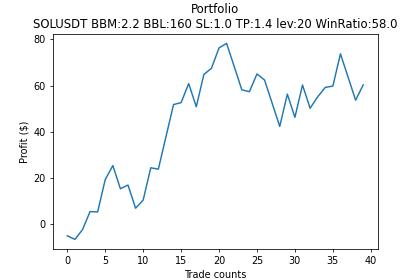 Portfolio
SOLUSDT BBM:2.2 BBL:160 SL:1.0 TP:1.4 lev:20 WinRatio:58.0
80
60
40
20
0
Profit ($)
0 5 10 15 20 25 30 35 40
Trade counts